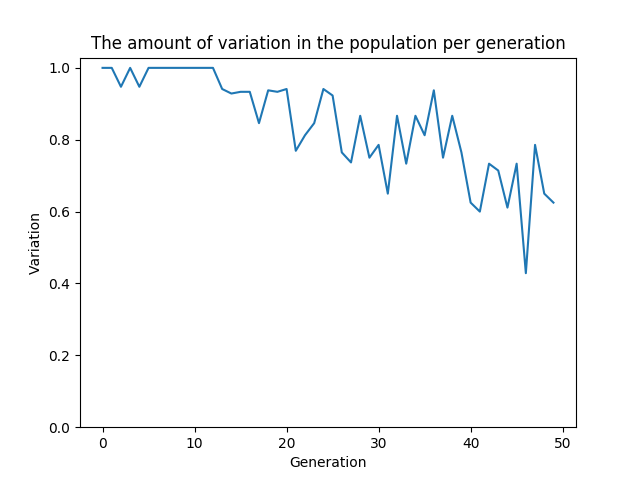 The amount of variation in the population per generation
1.0
0.8
0.6
0.4
0.2
0.0
Variation
0 10 20 30 40 50
Generation